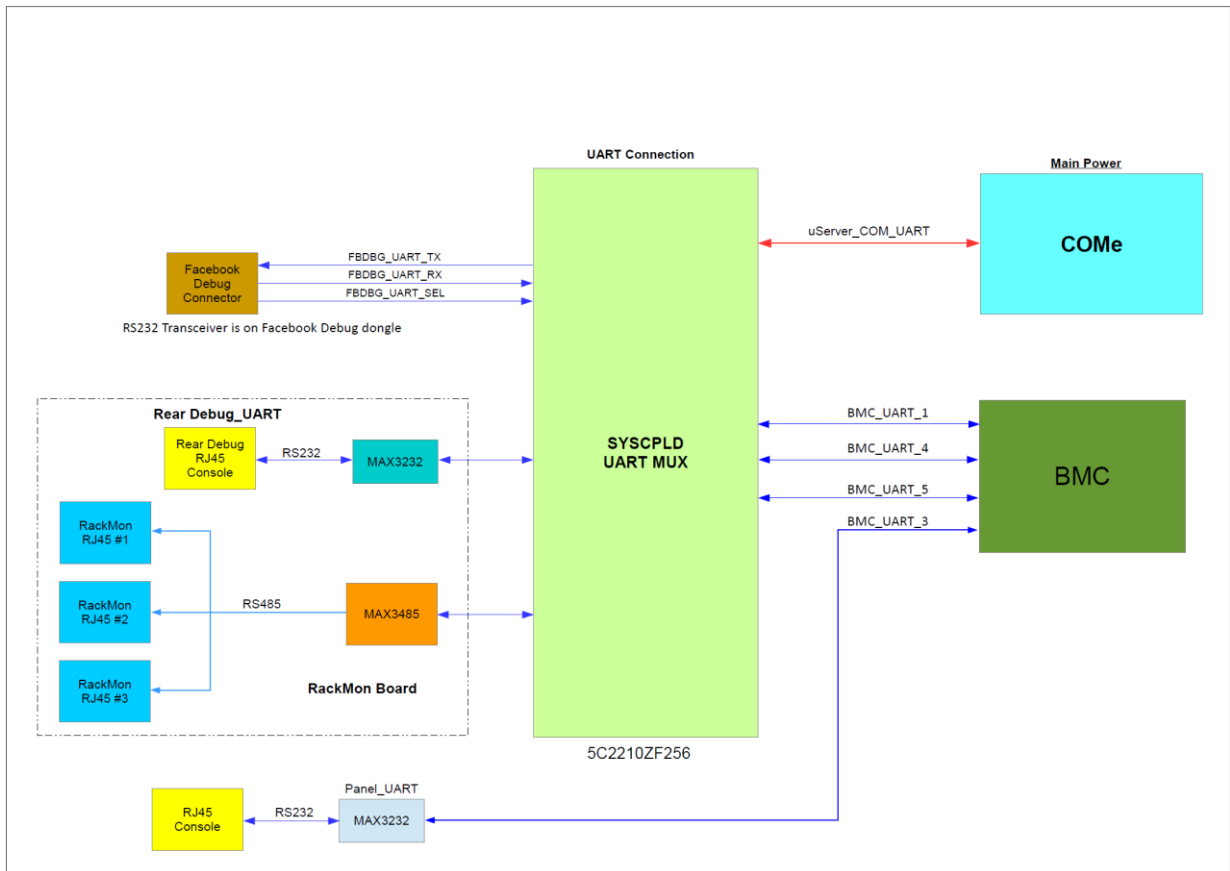 UART Connection
Main Power
COMe
uServer_COM_UART
Facebook
Debug
Connector
FBDBG_UART_TX
FBDBG_UART_RX
FBDBG_UART_SEL
RS232 Transceiver is on Facebook Debug dongle
Rear Debug_UART
Rear Debug
RJ45
Console
RS232
MAX3232
SYSCPLD
UART MUX
BMC_UART_1
BMC_UART_4
BMC_UART_5
BMC_UART_3
BMC
RackMon
RJ45 #1
RackMon
RJ45 #2
RackMon
RJ45 #3
RS485
MAX3485
RackMon Board
5C2210ZF256
Panel_UART
RJ45
Console
RS232
MAX3232